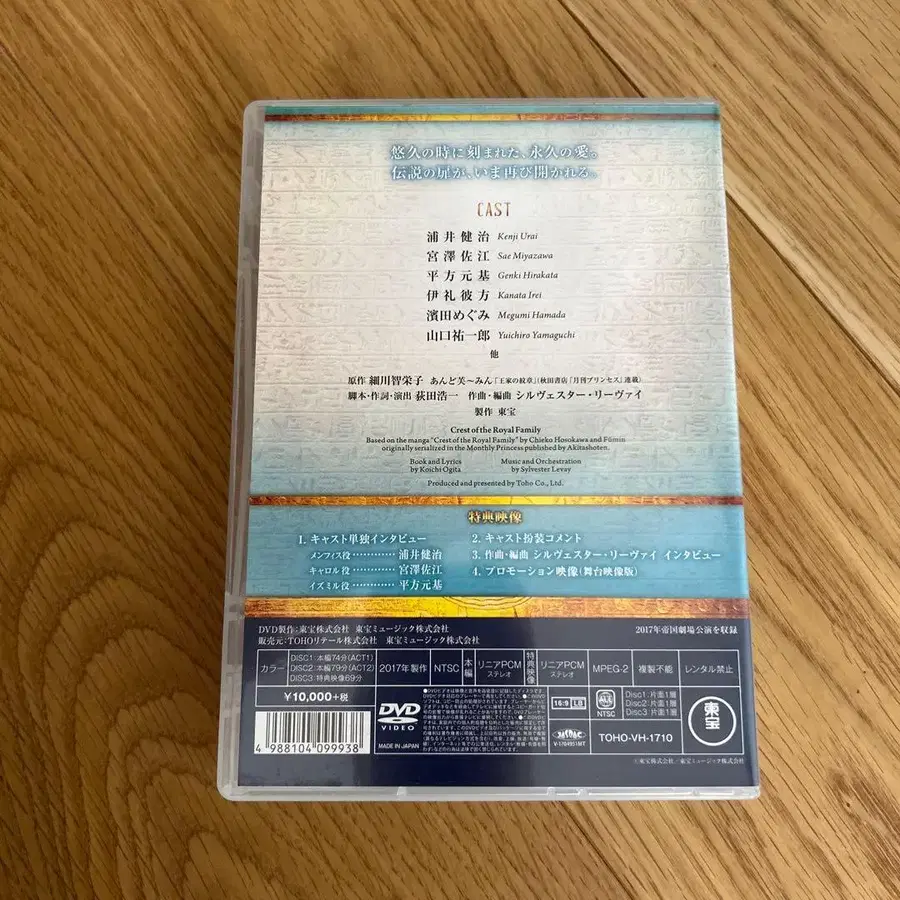 悠久の時に刻まれた、永久の愛。
伝説の扉が、いま再び開かれる。
CAST
浦井健治 Kenji Urai
宮澤佐江 Sae Miyazawa
平方元基 Genki Hirakata
伊礼彼方 Kanata Irei
濱田めぐみ Megumi Hamada
山口祐一郎 Yuichiro Yamaguchi
他
原作 細川智栄子 あんど芙〜みん 「王家の紋章」(秋田書店「月刊プリンセス」連載)
脚本・作詞・演出 荻田浩一 作曲・編曲 シルヴェスター・リーヴァイ
製作 東宝
Crest of the Royal Family
Based on the manga "Crest of the Royal Family" by Chieko Hosokawa and Fūmin
originally serialized in the Monthly Princess published by Akitashoten.
Book and Lyrics Music and Orchestration
by Koichi Ogita by Sylvester Levay
Produced and presented by Toho Co., Ltd.
特典映像
1. キャスト単独インタビュー
メンフィス役 ………… 浦井健治
キャロル役 ………… 宮澤佐江
イズミル役 ………… 平方元基
2. キャスト扮装コメント
3. 作曲・編曲 シルヴェスター・リーヴァイ インタビュー
4. プロモーション映像(舞台映像版)
DVD製作:東宝株式会社 東宝ミュージック株式会社
販売元:TOHOリテール株式会社 東宝ミュージック株式会社
2017年帝国劇場公演を収録
カラー
DISC1:本編74分(ACT1)
DISC2:本編79分(ACT2)
DISC3:特典映像69分
2017年製作
NTSC
本編
リニアPCM
ステレオ
特典映像
リニアPCM
ステレオ
MPEG-2
複製不能
レンタル禁止
¥10,000+税
4 988104 099938
DVD
VIDEO
MADE IN JAPAN
16:9 LB
NTSC
Disc1:片面1層
Disc2:片面1層
Disc3:片面1層
V-1704951MT
TOHO-VH-1710
東宝
©東宝株式会社/東宝ミュージック株式会社